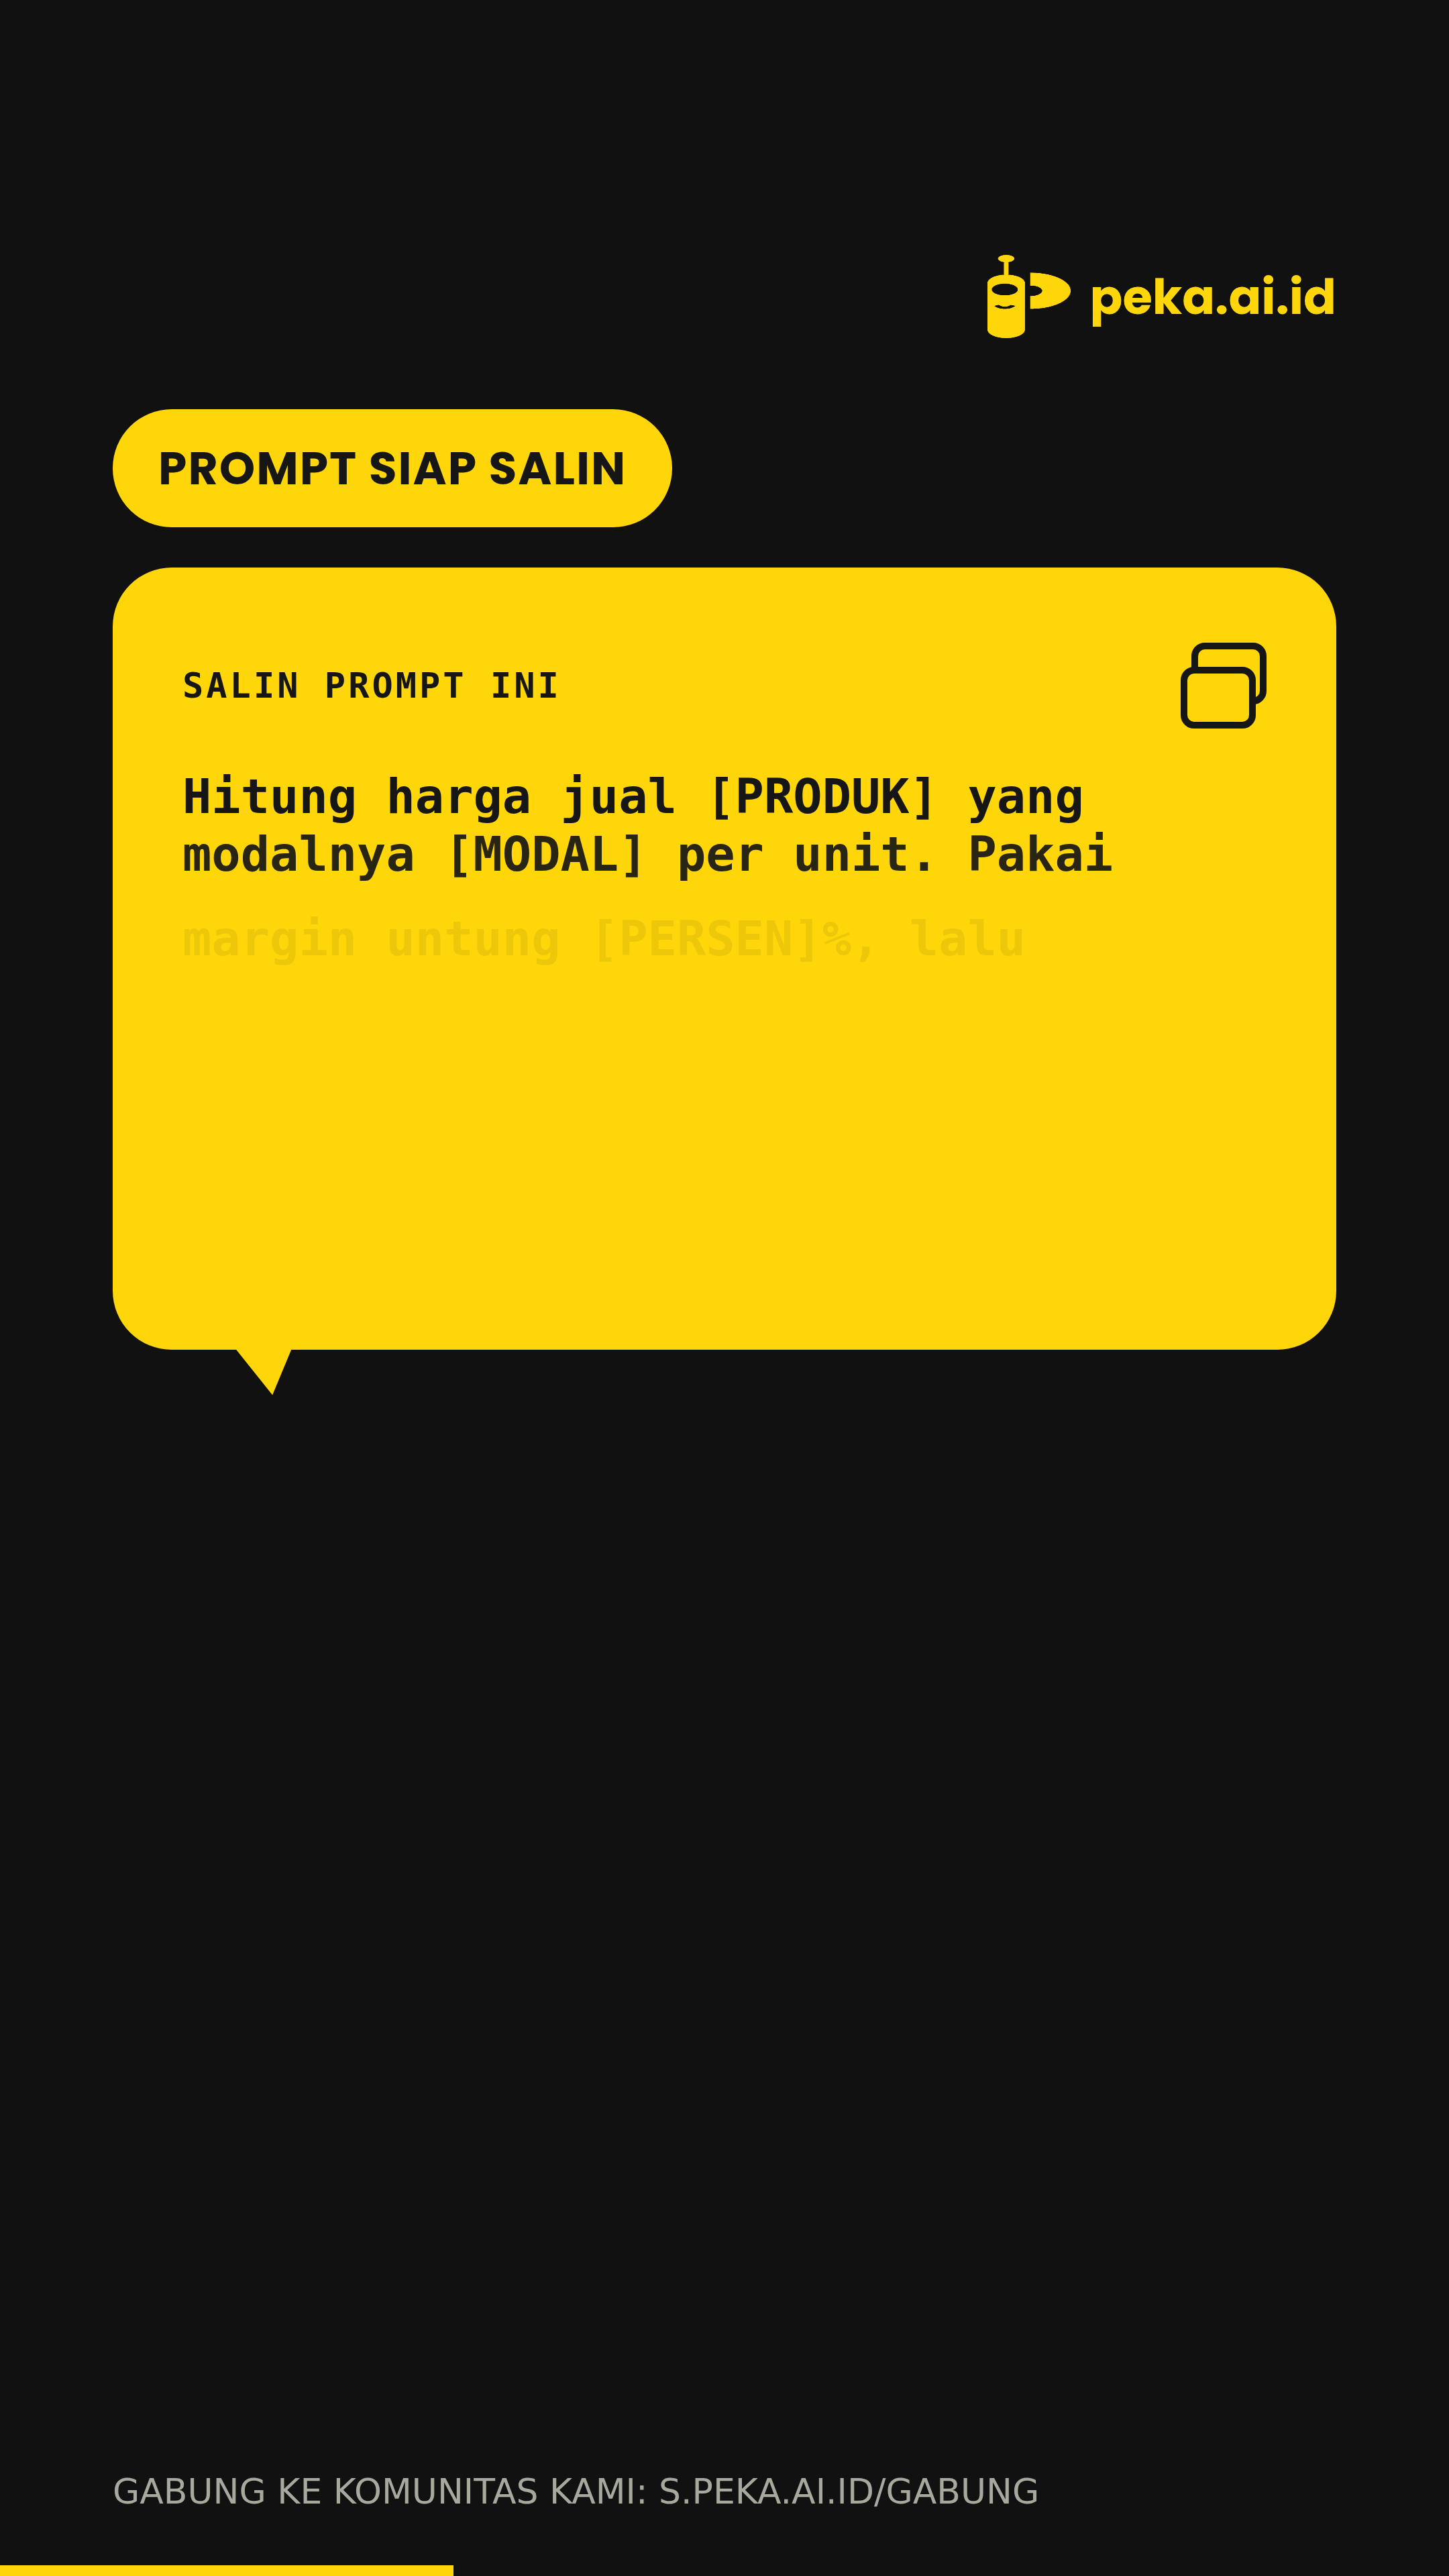 peka.ai.id
PROMPT SIAP SALIN
SALIN PROMPT INI
Hitung harga jual [PRODUK] yang
modalnya [MODAL] per unit. Pakai
margin untung [PERSEN]%, lalu
GABUNG KE KOMUNITAS KAMI: S.PEKA.AI.ID/GABUNG